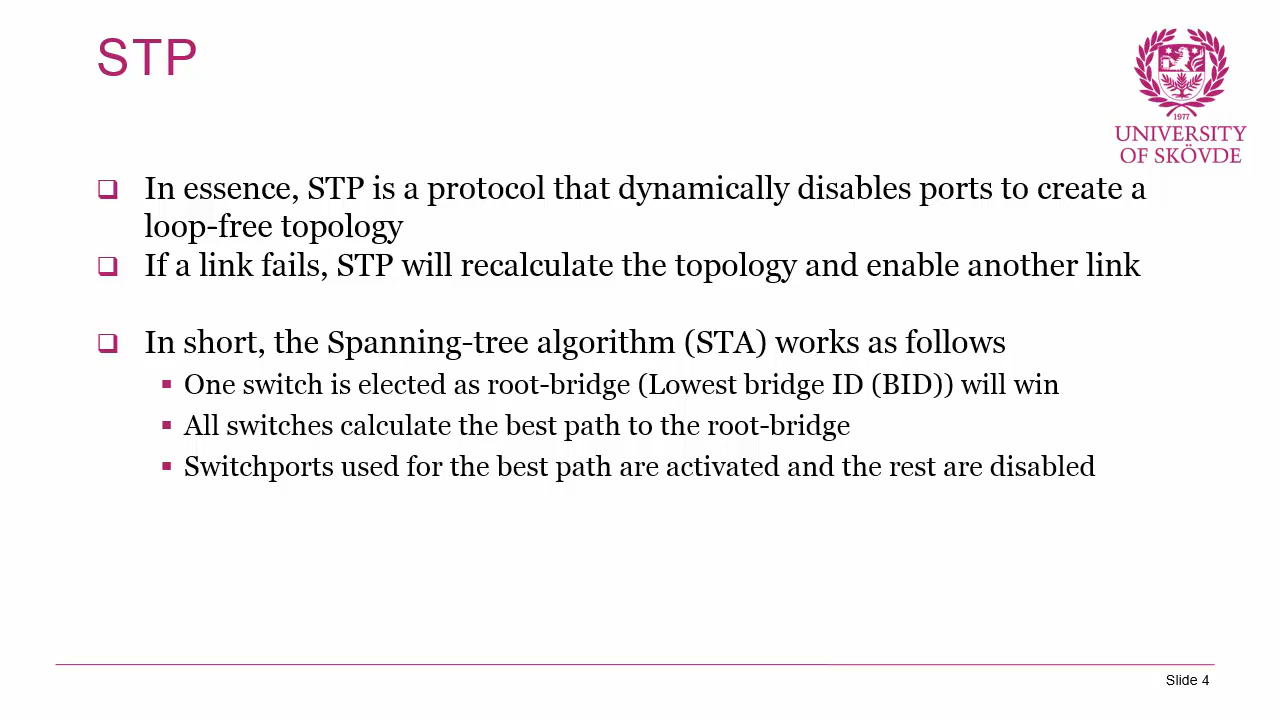 STP
1977
UNIVERSITY
OF SKÖVDE
In essence, STP is a protocol that dynamically disables ports to create a
loop-free topology
If a link fails, STP will recalculate the topology and enable another link
In short, the Spanning-tree algorithm (STA) works as follows
One switch is elected as root-bridge (Lowest bridge ID (BID)) will win
All switches calculate the best path to the root-bridge
Switchports used for the best path are activated and the rest are disabled
Slide 4